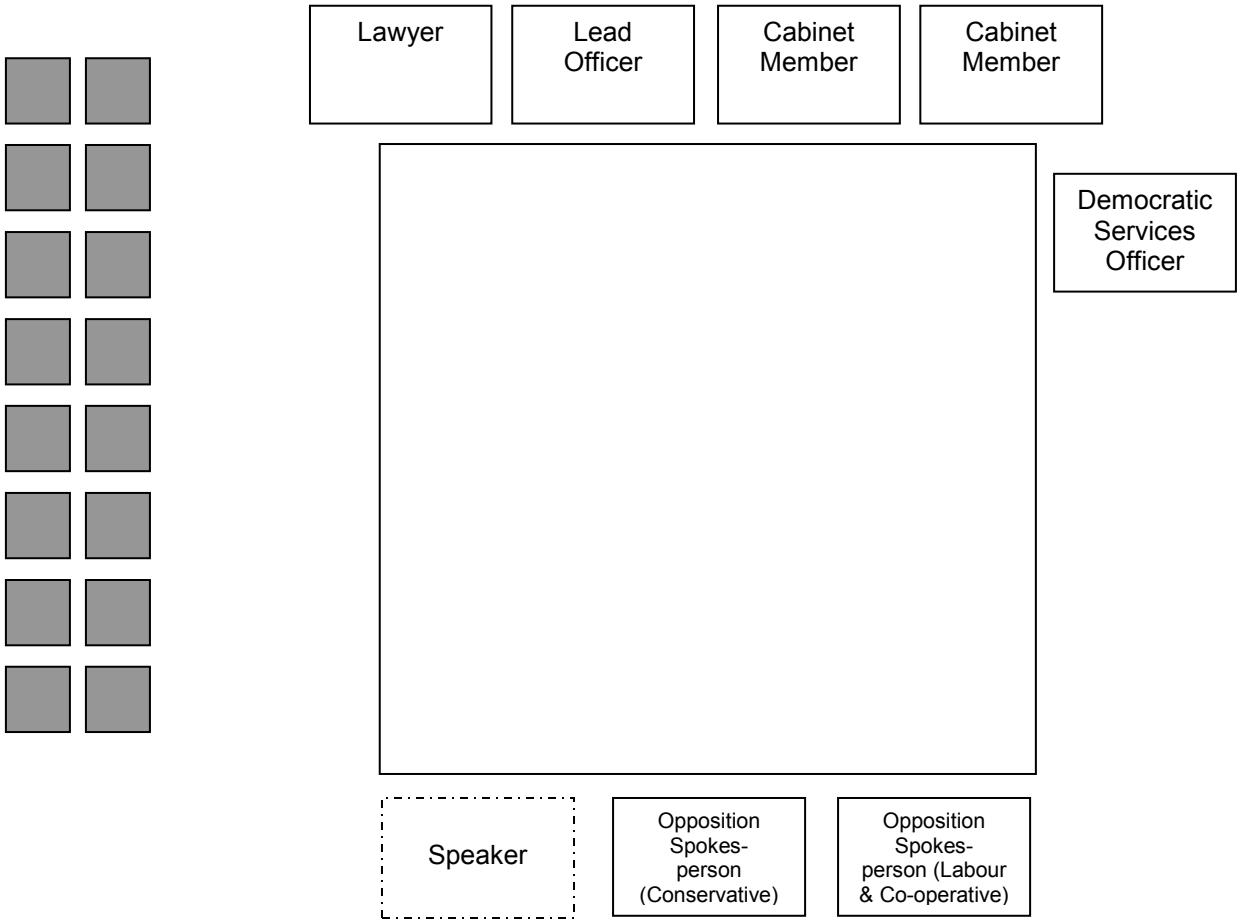 Lawyer
Lead
Officer
Cabinet
Member
Cabinet
Member
Democratic
Services
Officer
Speaker
Opposition
Spokes-
person
(Conservative)
Opposition
Spokes-
person (Labour
& Co-operative)